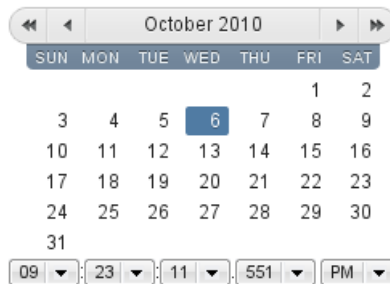 October 2010
SUN MON TUE WED THU FRI SAT
1 2
3 4 5 6 7 8 9
10 11 12 13 14 15 16
17 18 19 20 21 22 23
24 25 26 27 28 29 30
31
09 : 23 : 11 . 551 PM